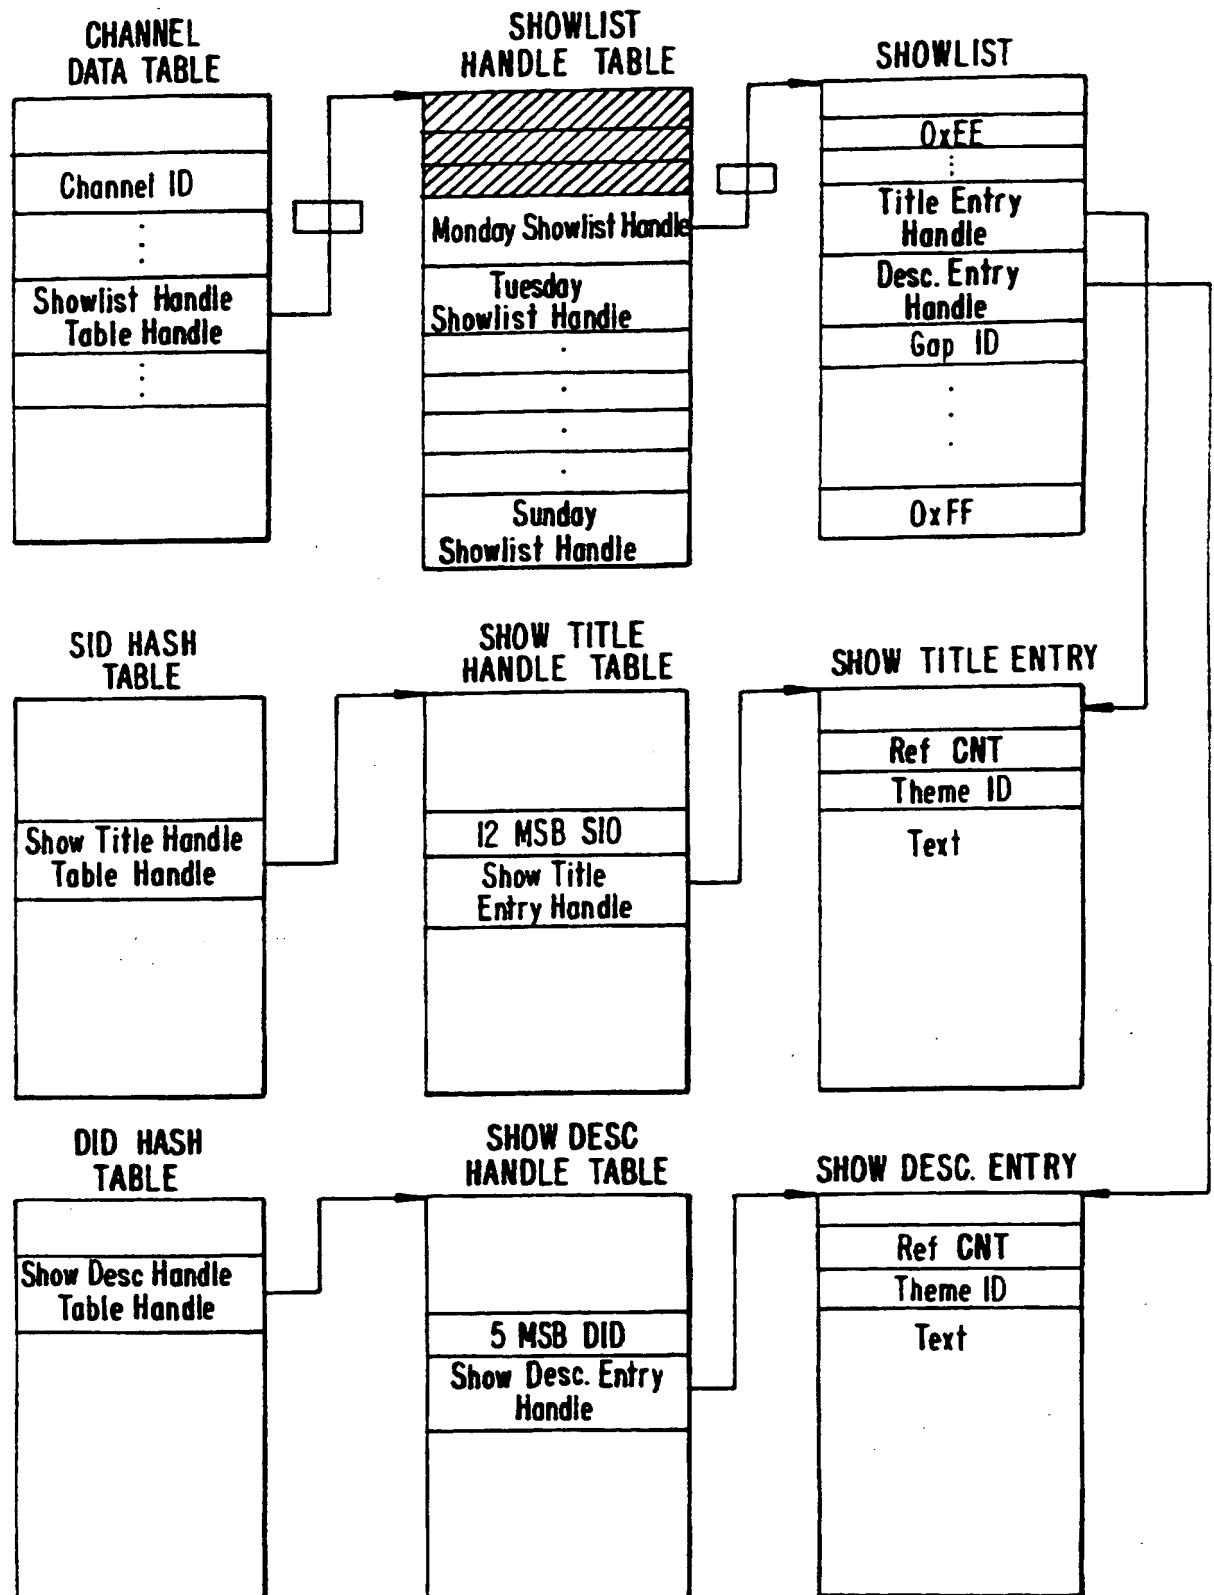 CHANNEL
DATA TABLE
Channel ID
Showlist Handle
Table Handle
SHOWLIST
HANDLE TABLE
Monday Showlist Handle
Tuesday
Showlist Handle
Sunday
Showlist Handle
SHOWLIST
0xEE
Title Entry
Handle
Desc. Entry
Handle
Gap ID
0xFF
SID HASH
TABLE
Show Title Handle
Table Handle
SHOW TITLE
HANDLE TABLE
12 MSB SIO
Show Title
Entry Handle
SHOW TITLE ENTRY
Ref CNT
Theme ID
Text
DID HASH
TABLE
Show Desc Handle
Table Handle
SHOW DESC
HANDLE TABLE
5 MSB DID
Show Desc. Entry
Handle
SHOW DESC. ENTRY
Ref CNT
Theme ID
Text